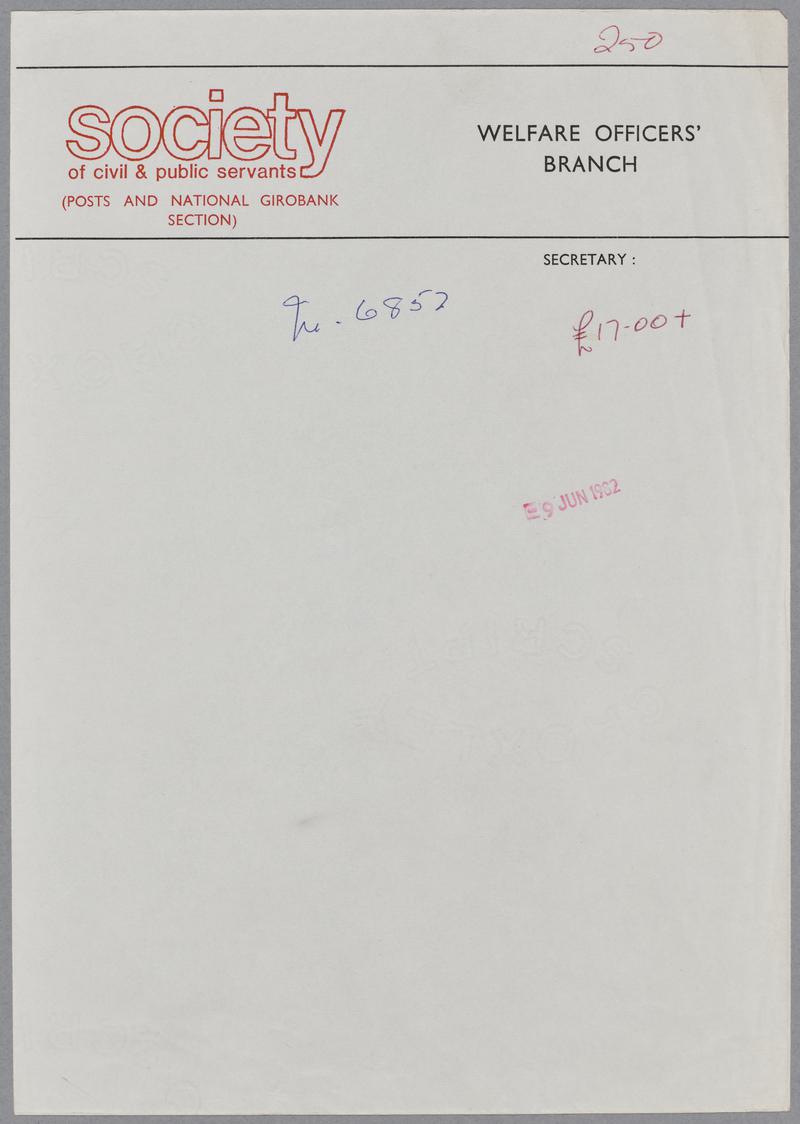 250
society
of civil & public servants
(POSTS AND NATIONAL GIROBANK
SECTION)
WELFARE OFFICERS'
BRANCH
SECRETARY :
6852
£17-00+
9 JUN 1982